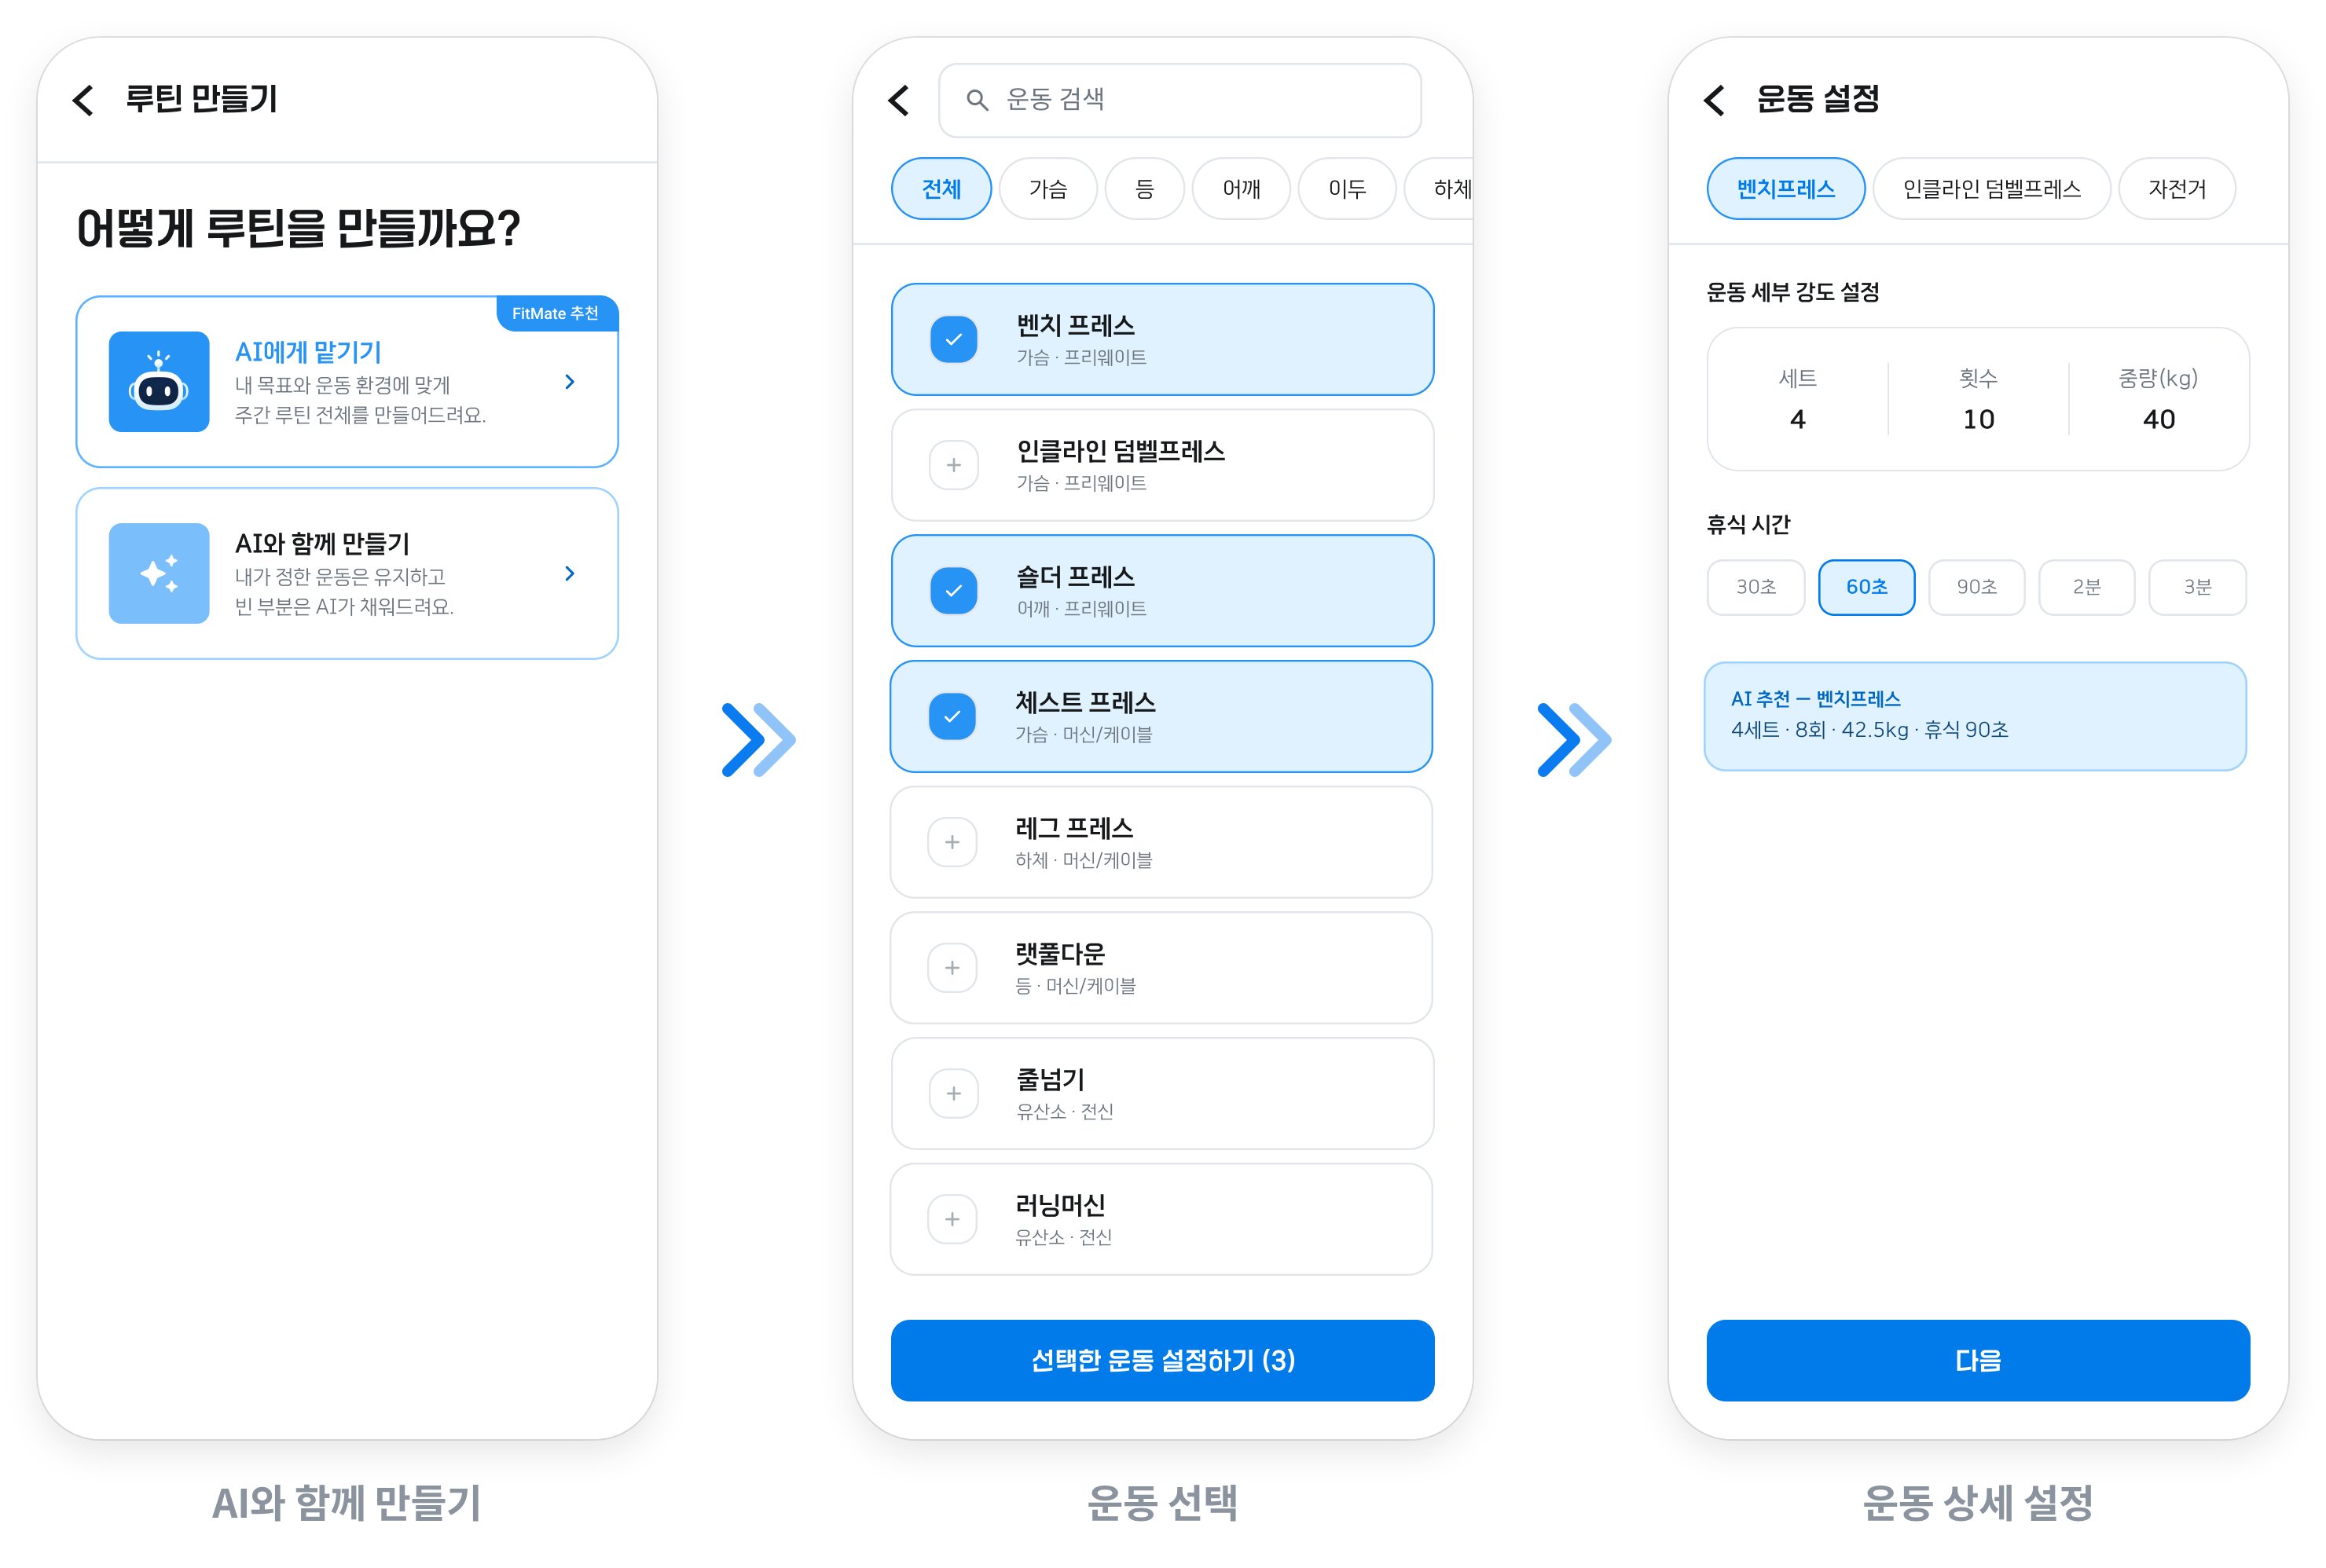 루틴 만들기
어떻게 루틴을 만들까요?
FitMate 추천
AI에게 맡기기
내 목표와 운동 환경에 맞게
주간 루틴 전체를 만들어드려요.
AI와 함께 만들기
내가 정한 운동은 유지하고
빈 부분은 AI가 채워드려요.
AI와 함께 만들기
운동 검색
전체 가슴 등 어깨 이두 하체
벤치 프레스
가슴 · 프리웨이트
인클라인 덤벨프레스
가슴 · 프리웨이트
숄더 프레스
어깨 · 프리웨이트
체스트 프레스
가슴 · 머신/케이블
레그 프레스
하체 · 머신/케이블
랫풀다운
등 · 머신/케이블
줄넘기
유산소 · 전신
러닝머신
유산소 · 전신
선택한 운동 설정하기 (3)
운동 선택
운동 설정
벤치프레스 인클라인 덤벨프레스 자전거
운동 세부 강도 설정
세트 횟수 중량(kg)
4 10 40
휴식 시간
30초 60초 90초 2분 3분
AI 추천 — 벤치프레스
4세트 · 8회 · 42.5kg · 휴식 90초
다음
운동 상세 설정